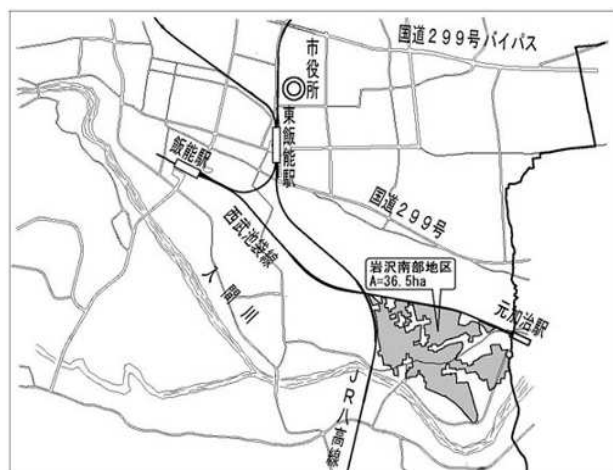 国道299号バイパス
市役所
東飯能駅
飯能駅
国道299号
西武池袋線
入間川
岩沢南部地区
A=36.5ha
元加治駅
JR八高線